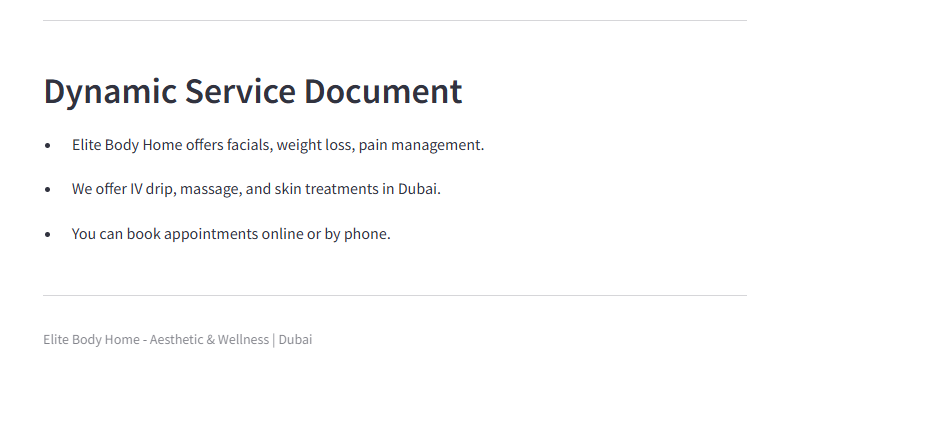 Dynamic Service Document
• Elite Body Home offers facials, weight loss, pain management.
• We offer IV drip, massage, and skin treatments in Dubai.
• You can book appointments online or by phone.
Elite Body Home - Aesthetic & Wellness | Dubai